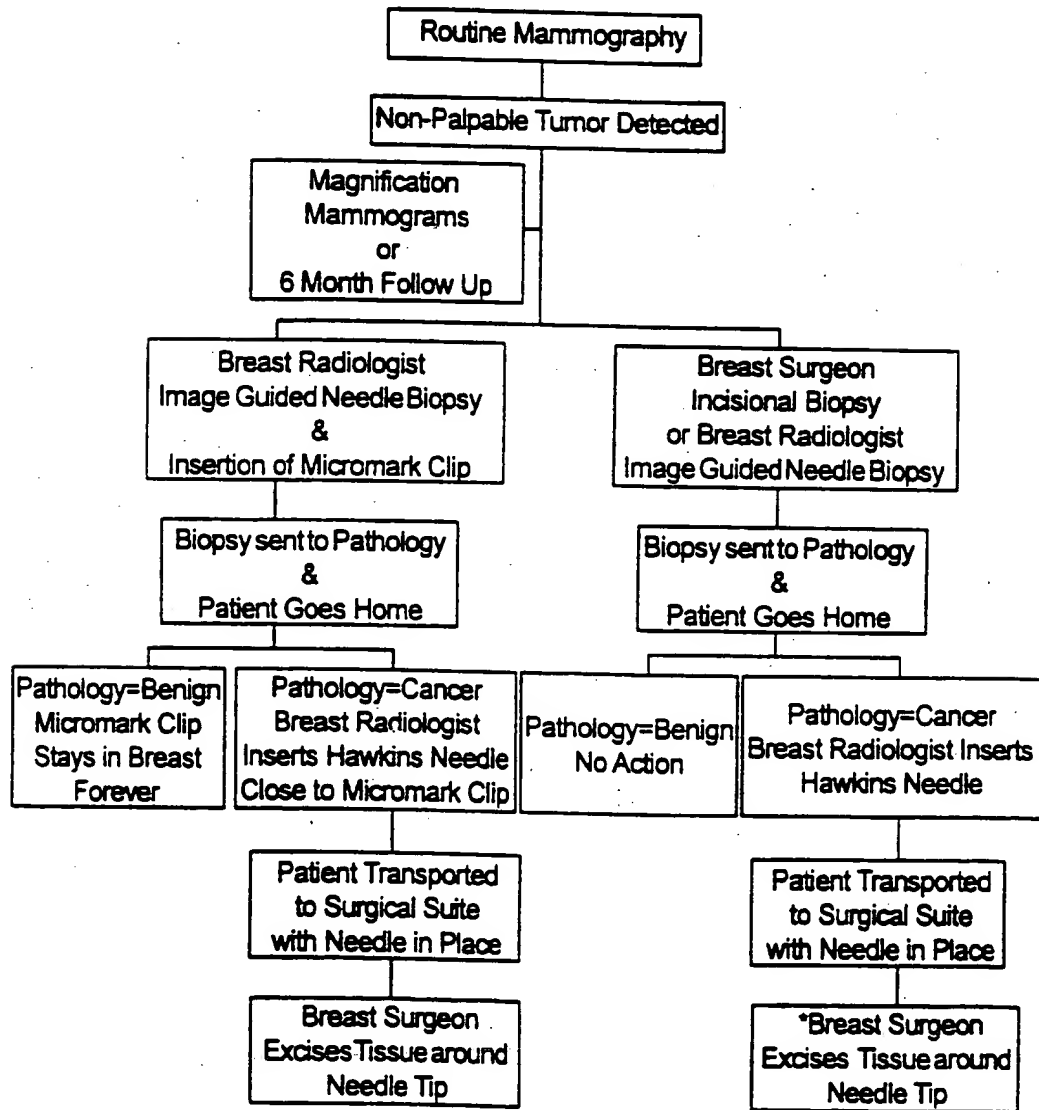 Routine Mammography
Non-Palpable Tumor Detected
Magnification
Mammograms
or
6 Month Follow Up
Breast Radiologist
Image Guided Needle Biopsy
&
Insertion of Micromark Clip
Breast Surgeon
Incisional Biopsy
or Breast Radiologist
Image Guided Needle Biopsy
Biopsy sent to Pathology
&
Patient Goes Home
Biopsy sent to Pathology
&
Patient Goes Home
Pathology=Benign
Micromark Clip
Stays in Breast
Forever
Pathology=Cancer
Breast Radiologist
Inserts Hawkins Needle
Close to Micromark Clip
Pathology=Benign
No Action
Pathology=Cancer
Breast Radiologist Inserts
Hawkins Needle
Patient Transported
to Surgical Suite
with Needle in Place
Patient Transported
to Surgical Suite
with Needle in Place
Breast Surgeon
Excises Tissue around
Needle Tip
*Breast Surgeon
Excises Tissue around
Needle Tip